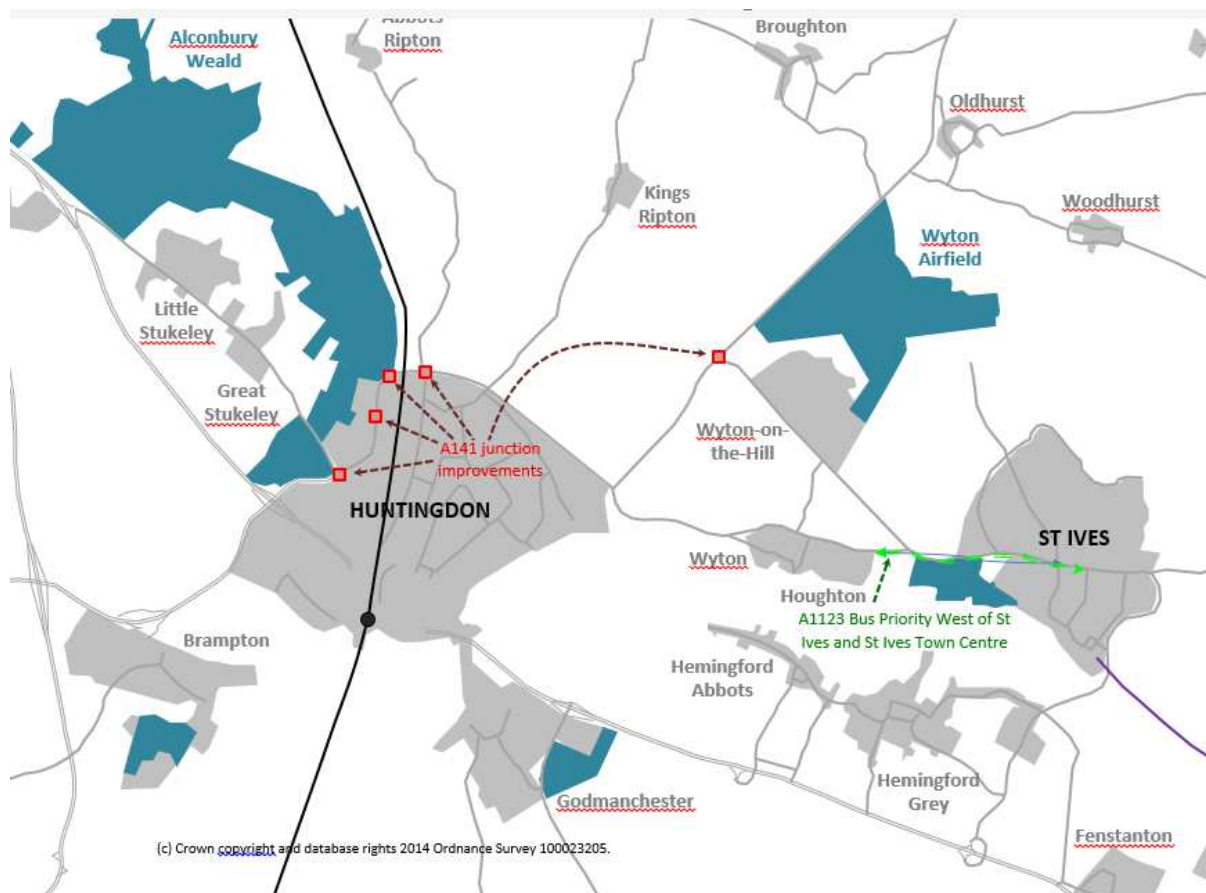 Alconbury
Weald
Abbots
Ripton
Broughton
Oldhurst
Kings
Ripton
Woodhurst
Wyton
Airfield
Little
Stukeley
Great
Stukeley
A141 junction
improvements
Wyton-on-
the-Hill
HUNTINGDON
ST IVES
Wyton
Houghton
A1123 Bus Priority West of St
Ives and St Ives Town Centre
Brampton
Hemingford
Abbots
Hemingford
Grey
Godmanchester
Fenstanton
(c) Crown copyright and database rights 2014 Ordnance Survey 100023205.